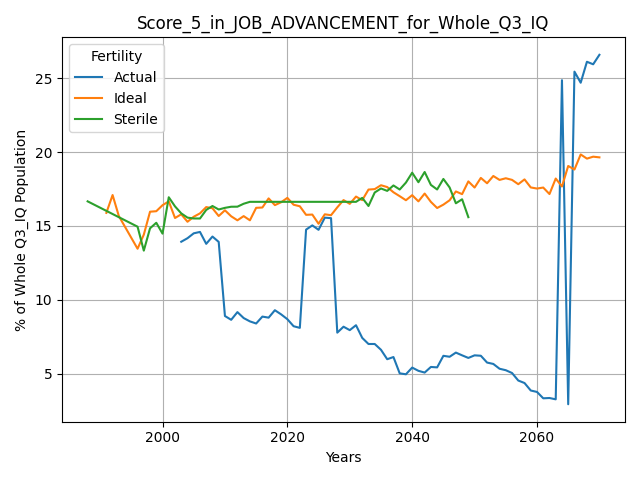 Score_5_in_JOB_ADVANCEMENT_for_Whole_Q3_IQ
Fertility
Actual
Ideal
Sterile
% of Whole Q3_IQ Population
25
20
15
10
5
2000 2020 2040 2060
Years